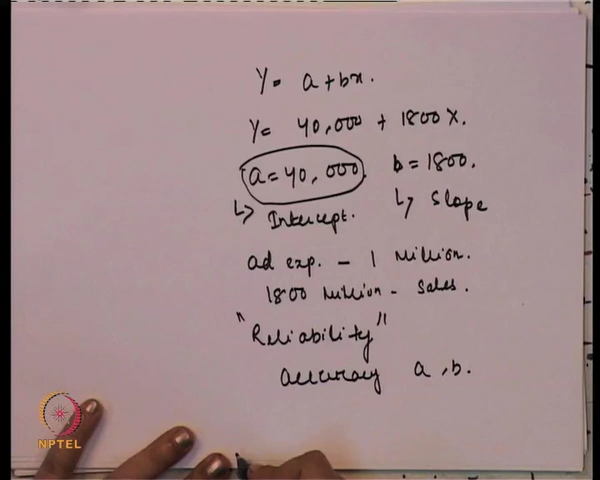 Y = a + bx.
Y = 40,000 + 1800 X.
a = 40,000. b = 1800.
↳ Intercept. ↳ Slope
ad exp. - 1 Million.
1800 Million - Sales.
"Reliability"
accuracy a, b.
NPTEL